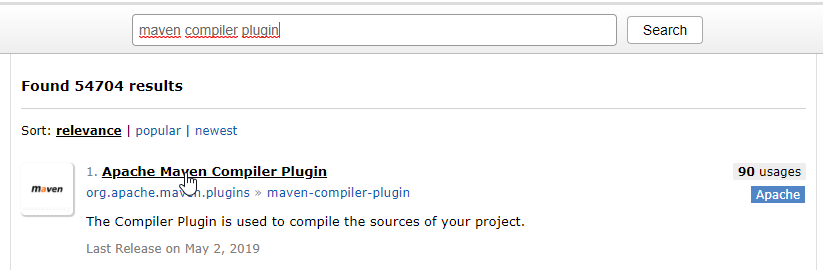 maven compiler plugin Search
Found 54704 results
Sort: relevance | popular | newest
maven
1. Apache Maven Compiler Plugin 90 usages
org.apache.maven.plugins » maven-compiler-plugin Apache
The Compiler Plugin is used to compile the sources of your project.
Last Release on May 2, 2019